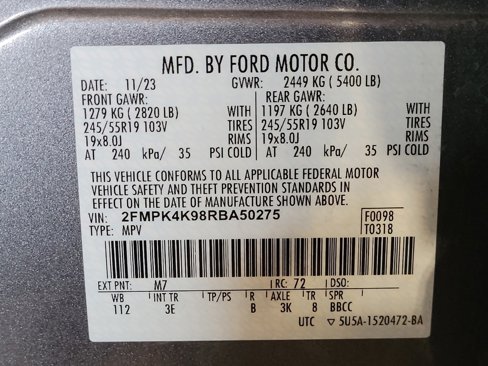 MFD. BY FORD MOTOR CO.
DATE: 11/23 GVWR: 2449 KG ( 5400 LB)
FRONT GAWR: REAR GAWR:
1279 KG ( 2820 LB) WITH 1197 KG ( 2640 LB) WITH
245/55R19 103V TIRES 245/55R19 103V TIRES
19x8.0J RIMS 19x8.0J RIMS
AT 240 kPa/ 35 PSI COLD AT 240 kPa/ 35 PSI COLD
THIS VEHICLE CONFORMS TO ALL APPLICABLE FEDERAL MOTOR
VEHICLE SAFETY AND THEFT PREVENTION STANDARDS IN
EFFECT ON THE DATE OF MANUFACTURE SHOWN ABOVE.
VIN: 2FMPK4K98RBA50275 F0098
TYPE: MPV T0318
EXT PNT: M7 RC: 72 DSO:
WB INT TR TP/PS R AXLE TR SPR
112 3E B 3K 8 BBCC
UTC ▽ 5U5A-1520472-BA